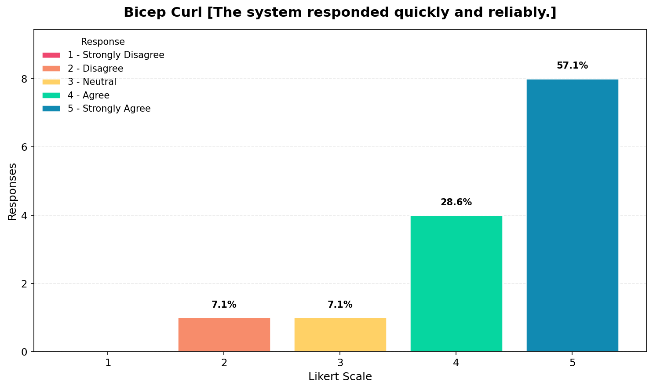 Bicep Curl [The system responded quickly and reliably.]
Response
1 - Strongly Disagree
2 - Disagree
3 - Neutral
4 - Agree
5 - Strongly Agree
57.1%
28.6%
7.1%
7.1%
Responses
8
6
4
2
0
1
2
3
4
5
Likert Scale